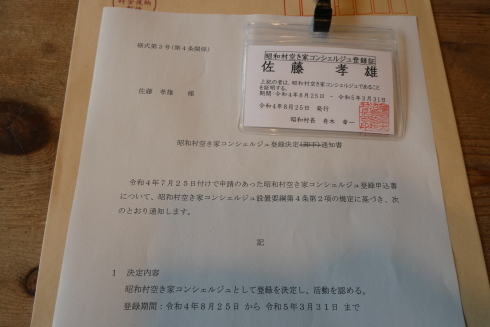 料金後納
様式第3号(第4条関係)
佐藤 孝雄 様
昭和村空き家コンシェルジュ登録証
佐藤 孝雄
上記の者は、昭和村空き家コンシェルジュであること
を証明する。
期間:令和4年8月25日 ~ 令和5年3月31日
令和4年8月25日 発行
昭和村長 舟木 幸一
昭和村空き家コンシェルジュ登録決定(却下)通知書
令和4年7月25日付けで申請のあった昭和村空き家コンシェルジュ登録申込書
について、昭和村空き家コンシェルジュ設置要綱第4条第2項の規定に基づき、次
のとおり通知します。
記
1 決定内容
昭和村空き家コンシェルジュとして登録を決定し、活動を認める。
登録期間:令和4年8月25日 から 令和5年3月31日 まで